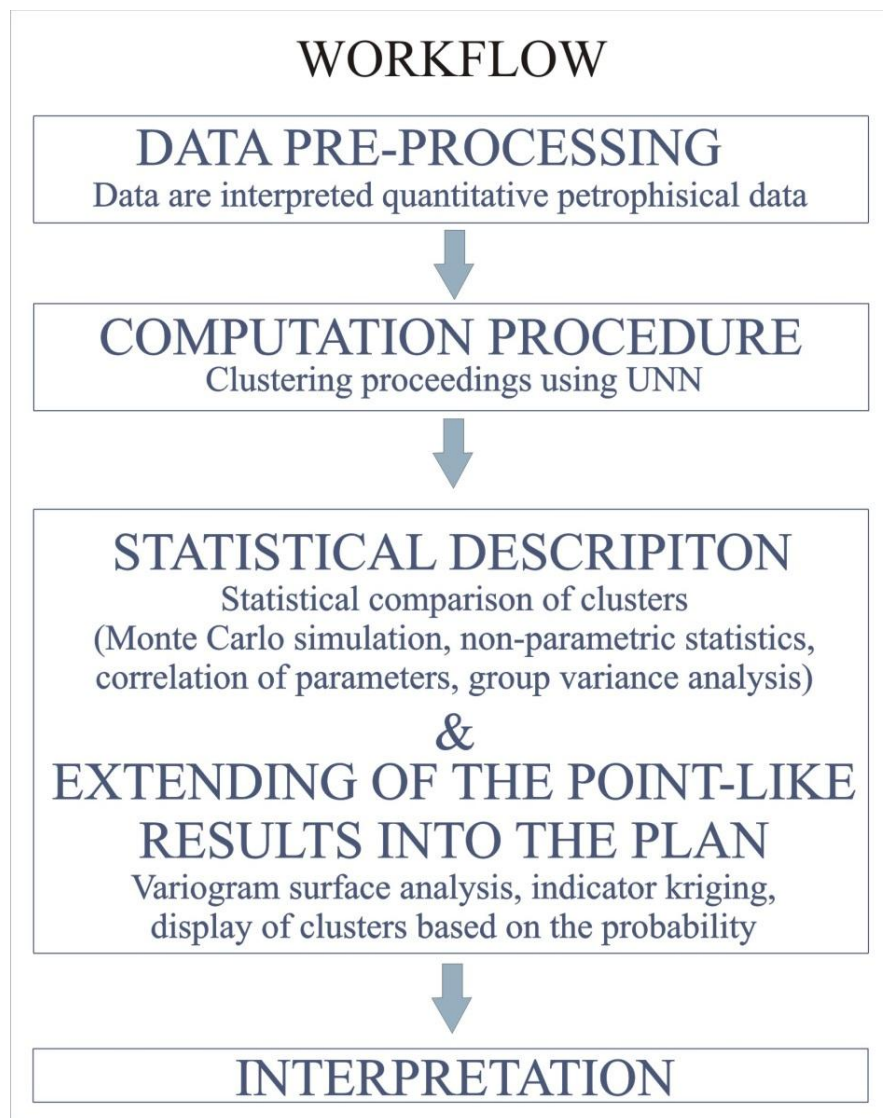 WORKFLOW
DATA PRE-PROCESSING
Data are interpreted quantitative petrophisical data
COMPUTATION PROCEDURE
Clustering proceedings using UNN
STATISTICAL DESCRIPITON
Statistical comparison of clusters
(Monte Carlo simulation, non-parametric statistics,
correlation of parameters, group variance analysis)
&
EXTENDING OF THE POINT-LIKE
RESULTS INTO THE PLAN
Variogram surface analysis, indicator kriging,
display of clusters based on the probability
INTERPRETATION